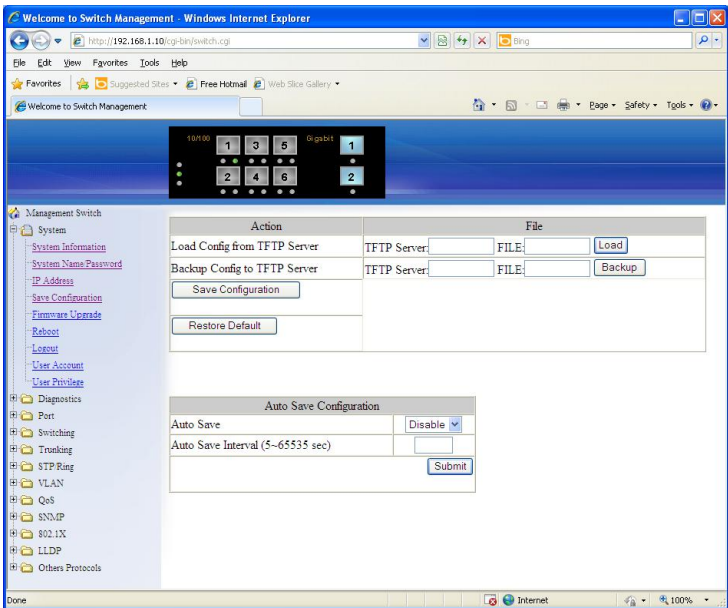 Welcome to Switch Management - Windows Internet Explorer
http://192.168.1.10/cgi-bin/switch.cgi
Bing
File Edit View Favorites Tools Help
Favorites Suggested Sites Free Hotmail Web Slice Gallery
Welcome to Switch Management
Page Safety Tools
10/100 1 3 5 Gigabit 1
2 4 6 2
Management Switch
System
System Information
System Name/Password
IP Address
Save Configuration
Firmware Upgrade
Reboot
Logout
User Account
User Privilege
Diagnostics
Port
Switching
Trunking
STP/Ring
VLAN
QoS
SNMP
802.1X
LLDP
Others Protocols
Action File
Load Config from TFTP Server TFTP Server: FILE: Load
Backup Config to TFTP Server TFTP Server: FILE: Backup
Save Configuration
Restore Default
Auto Save Configuration
Auto Save Disable
Auto Save Interval (5~65535 sec)
Submit
Done Internet 100%